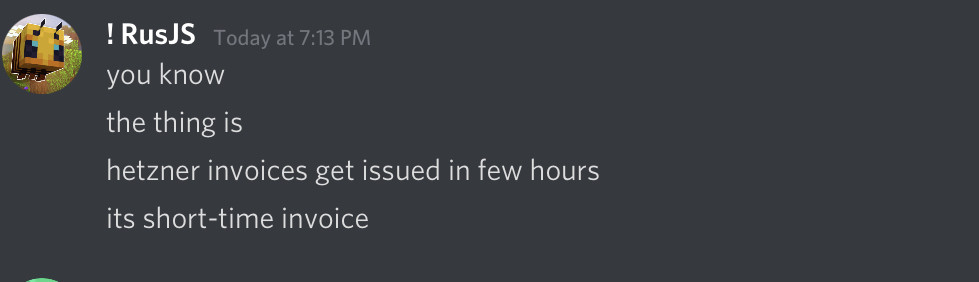 ! RusJS Today at 7:13 PM
you know
the thing is
hetzner invoices get issued in few hours
its short-time invoice